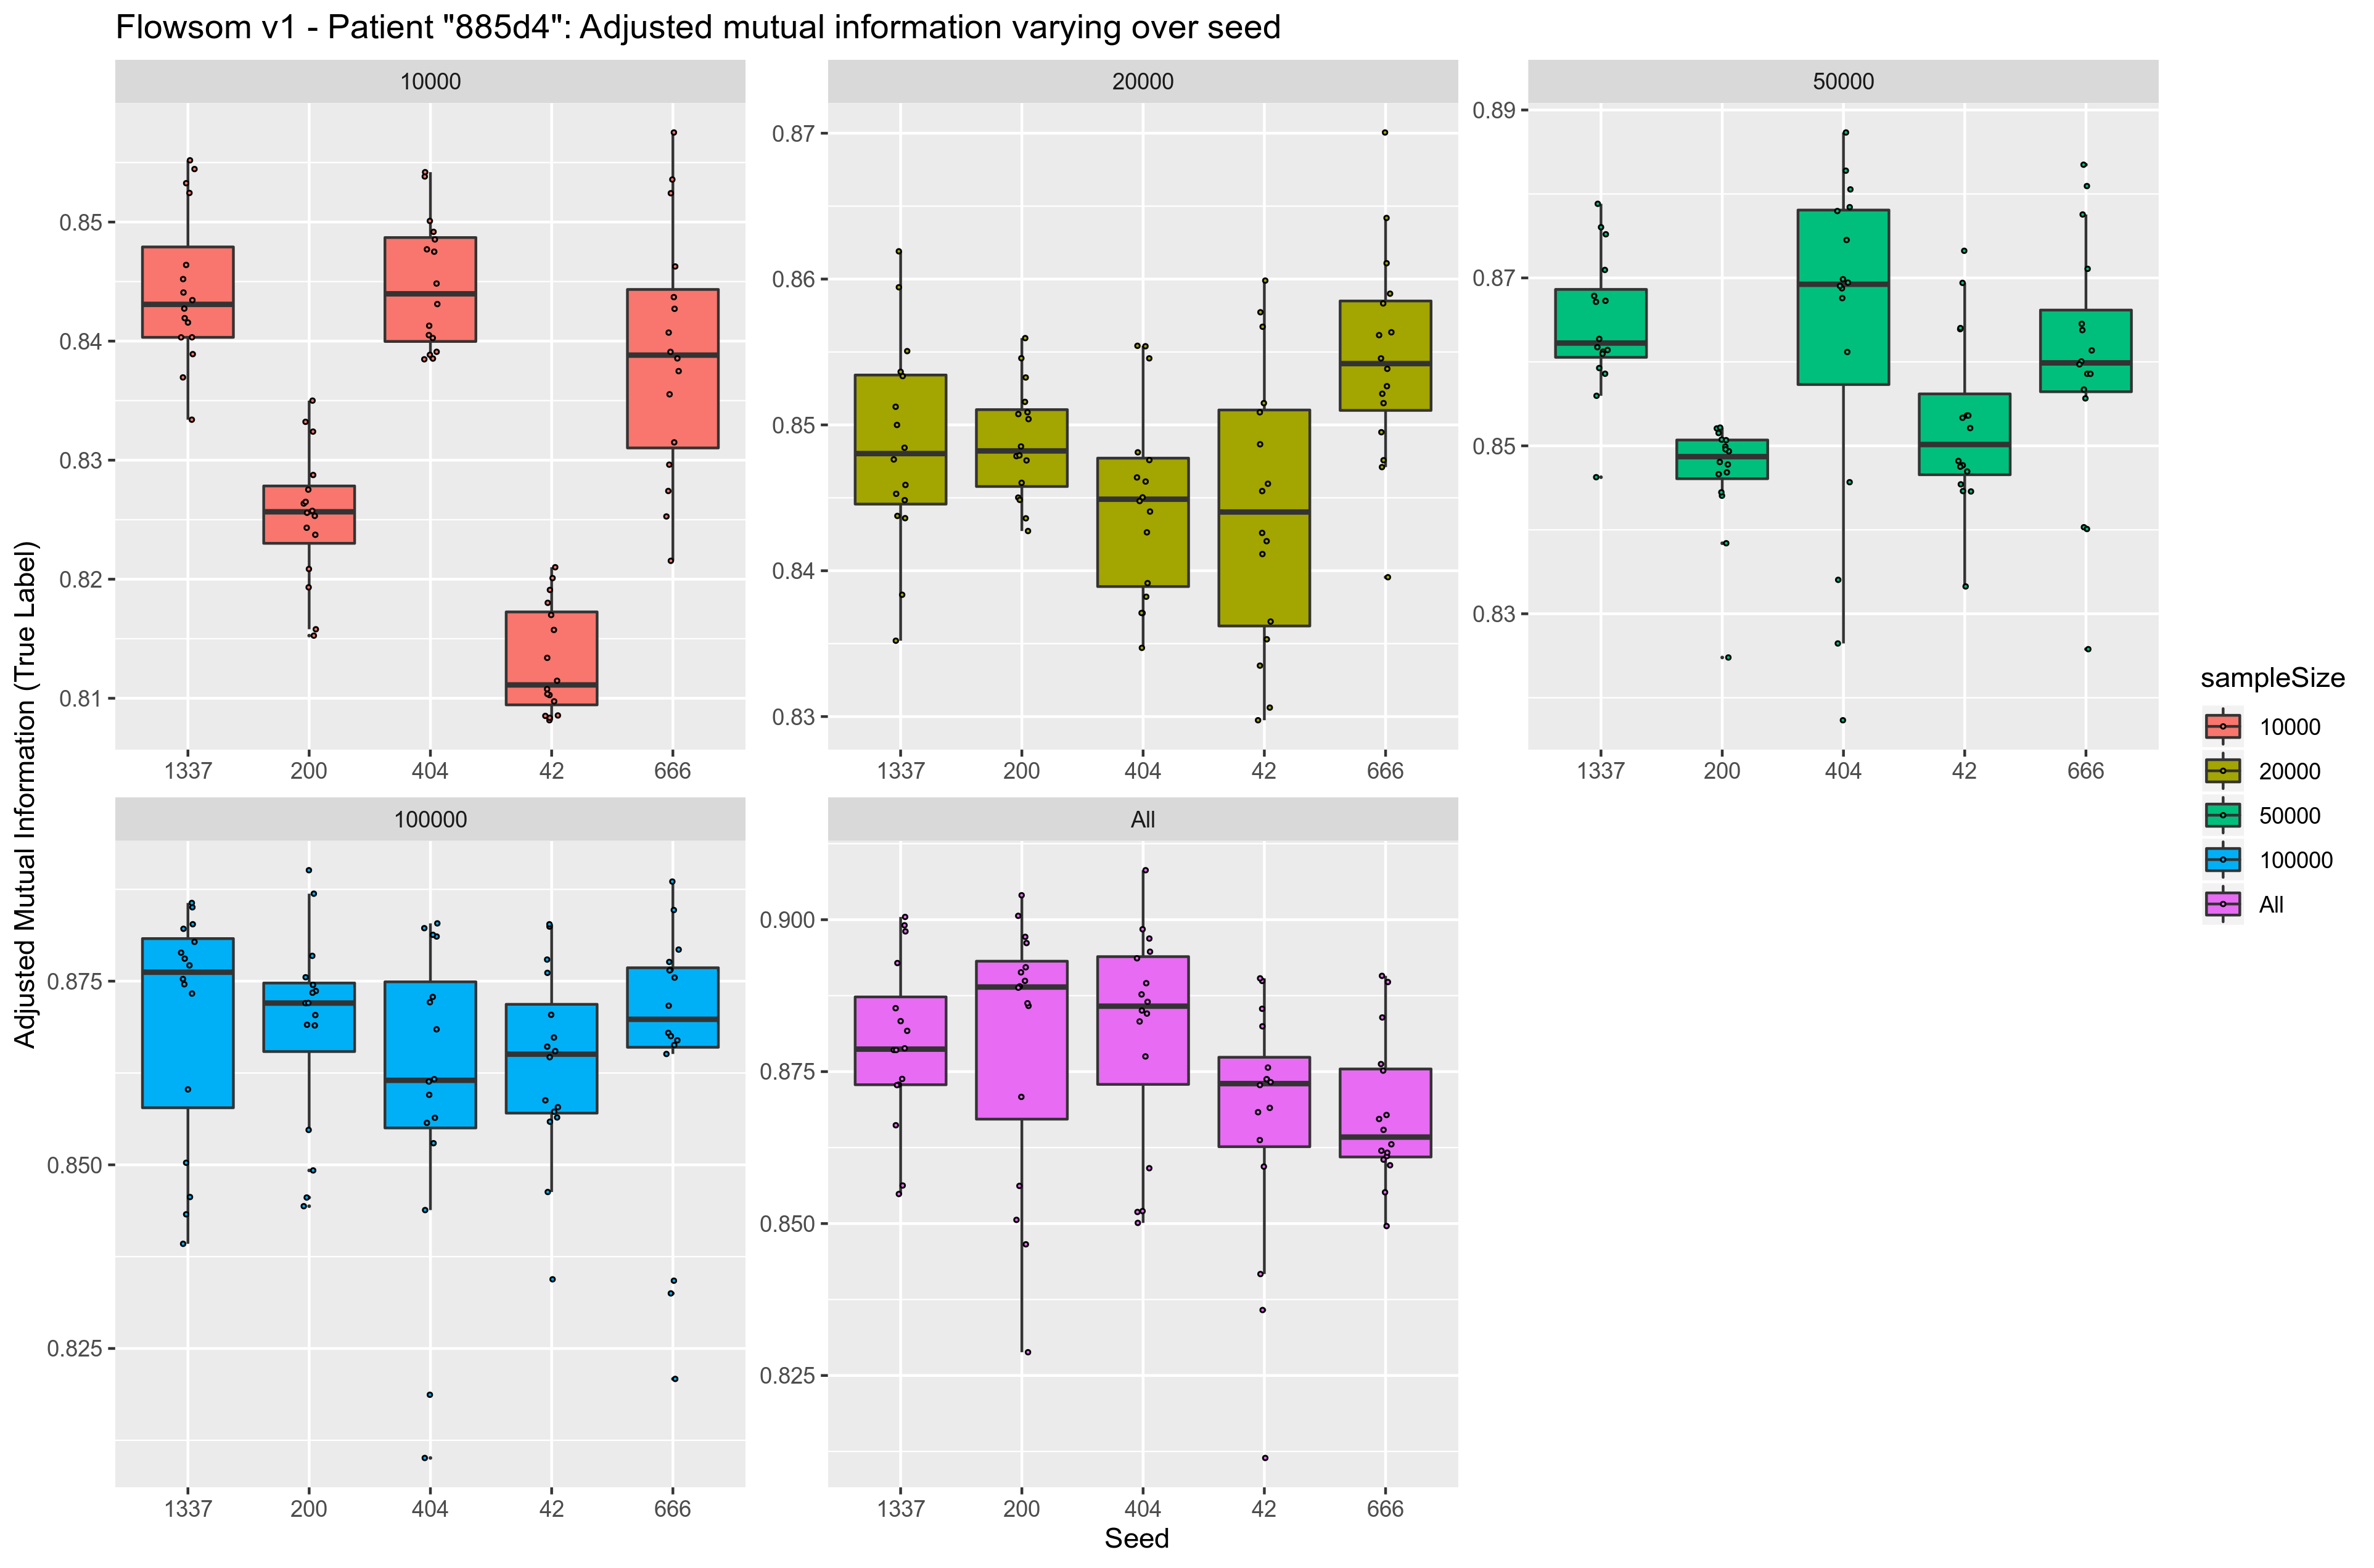 Flowsom v1 - Patient "885d4": Adjusted mutual information varying over seed
Adjusted Mutual Information (True Label)
10000
0.85
0.84
0.83
0.82
0.81
1337 200 404 42 666
20000
0.87
0.86
0.85
0.84
0.83
1337 200 404 42 666
50000
0.89
0.87
0.85
0.83
1337 200 404 42 666
100000
0.875
0.850
0.825
1337 200 404 42 666
All
0.900
0.875
0.850
0.825
1337 200 404 42 666
Seed
sampleSize
10000
20000
50000
100000
All